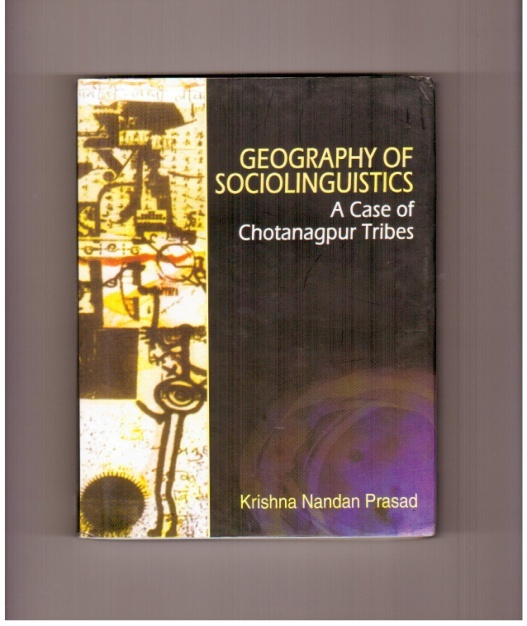 GEOGRAPHY OF
SOCIOLINGUISTICS
A Case of
Chotanagpur Tribes
Krishna Nandan Prasad